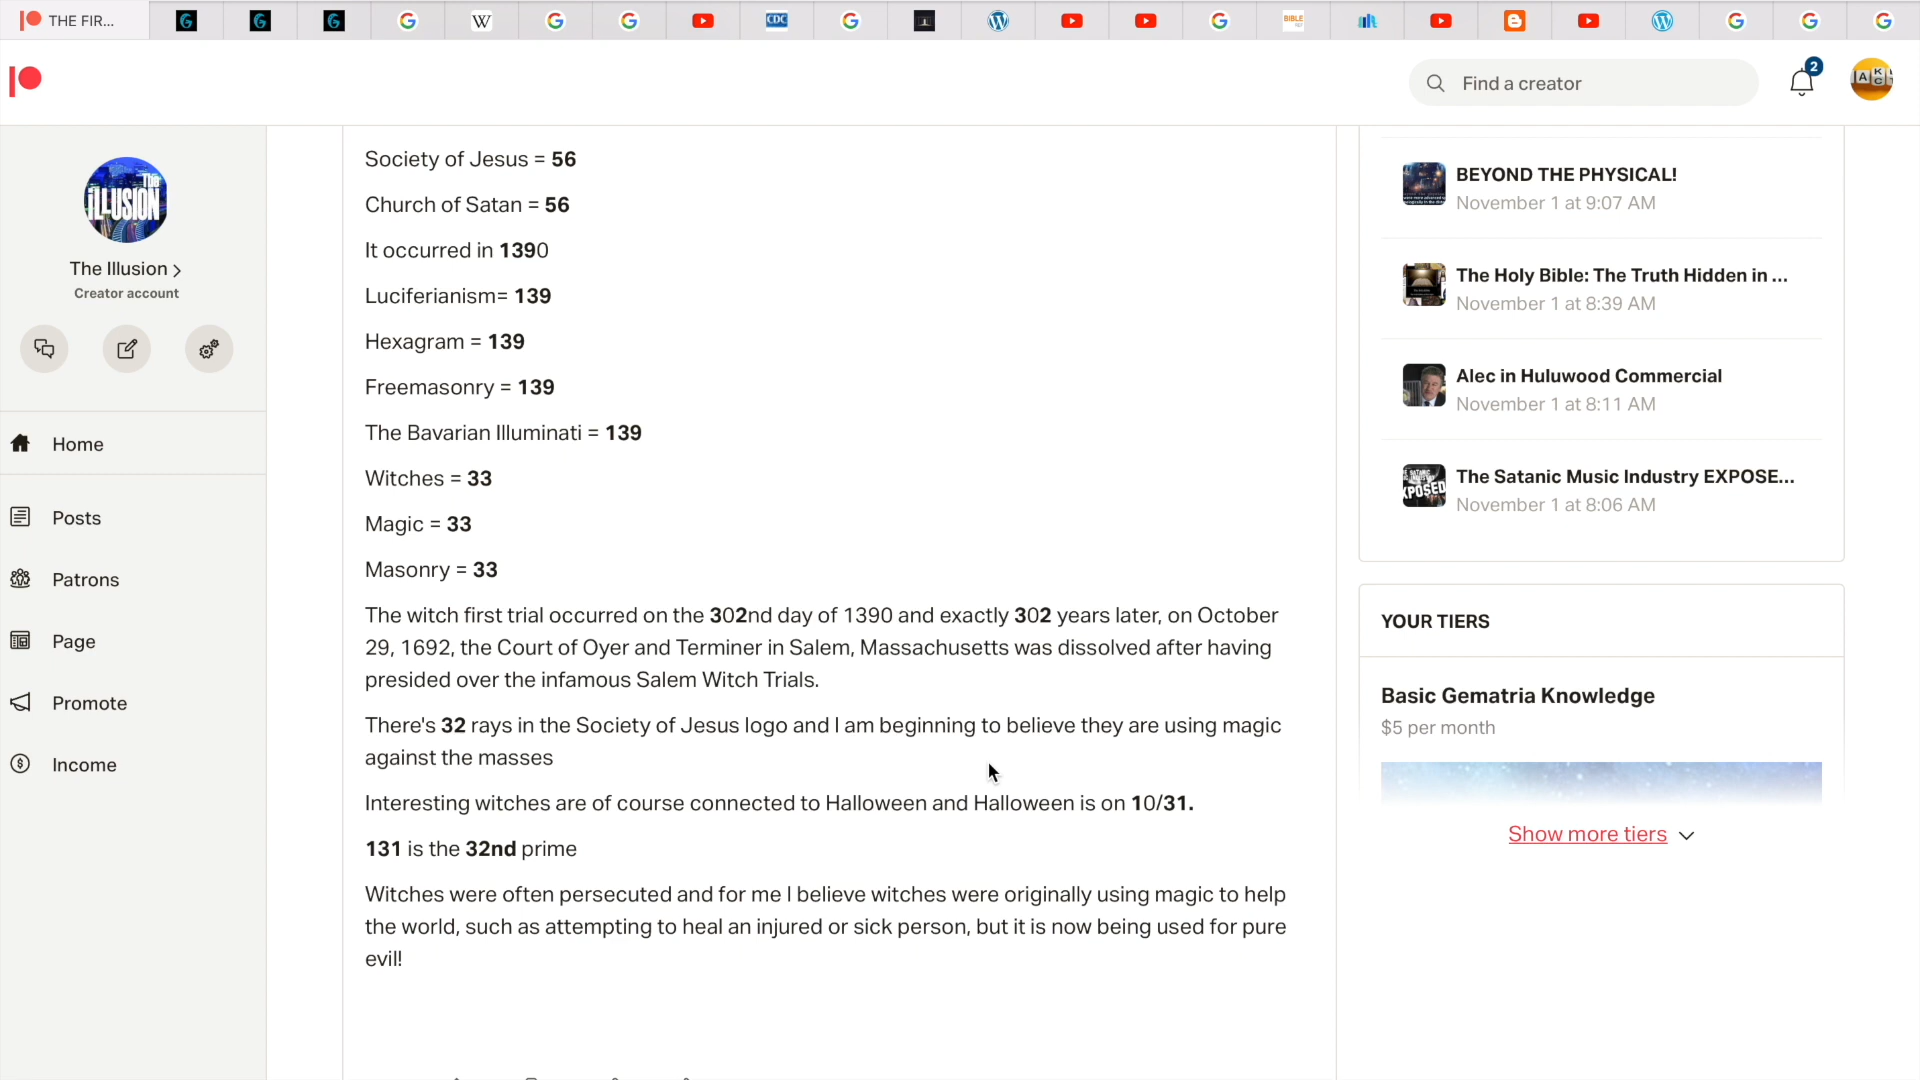 THE FIR...
Find a creator
2
The Illusion
Creator account
Home
Posts
Patrons
Page
Promote
Income
Society of Jesus = 56
Church of Satan = 56
It occurred in 1390
Luciferianism= 139
Hexagram = 139
Freemasonry = 139
The Bavarian Illuminati = 139
Witches = 33
Magic = 33
Masonry = 33
The witch first trial occurred on the 302nd day of 1390 and exactly 302 years later, on October
29, 1692, the Court of Oyer and Terminer in Salem, Massachusetts was dissolved after having
presided over the infamous Salem Witch Trials.
There's 32 rays in the Society of Jesus logo and I am beginning to believe they are using magic
against the masses
Interesting witches are of course connected to Halloween and Halloween is on 10/31.
131 is the 32nd prime
Witches were often persecuted and for me I believe witches were originally using magic to help
the world, such as attempting to heal an injured or sick person, but it is now being used for pure
evil!
BEYOND THE PHYSICAL!
November 1 at 9:07 AM
The Holy Bible: The Truth Hidden in ...
November 1 at 8:39 AM
Alec in Huluwood Commercial
November 1 at 8:11 AM
The Satanic Music Industry EXPOSE...
November 1 at 8:06 AM
YOUR TIERS
Basic Gematria Knowledge
$5 per month
Show more tiers